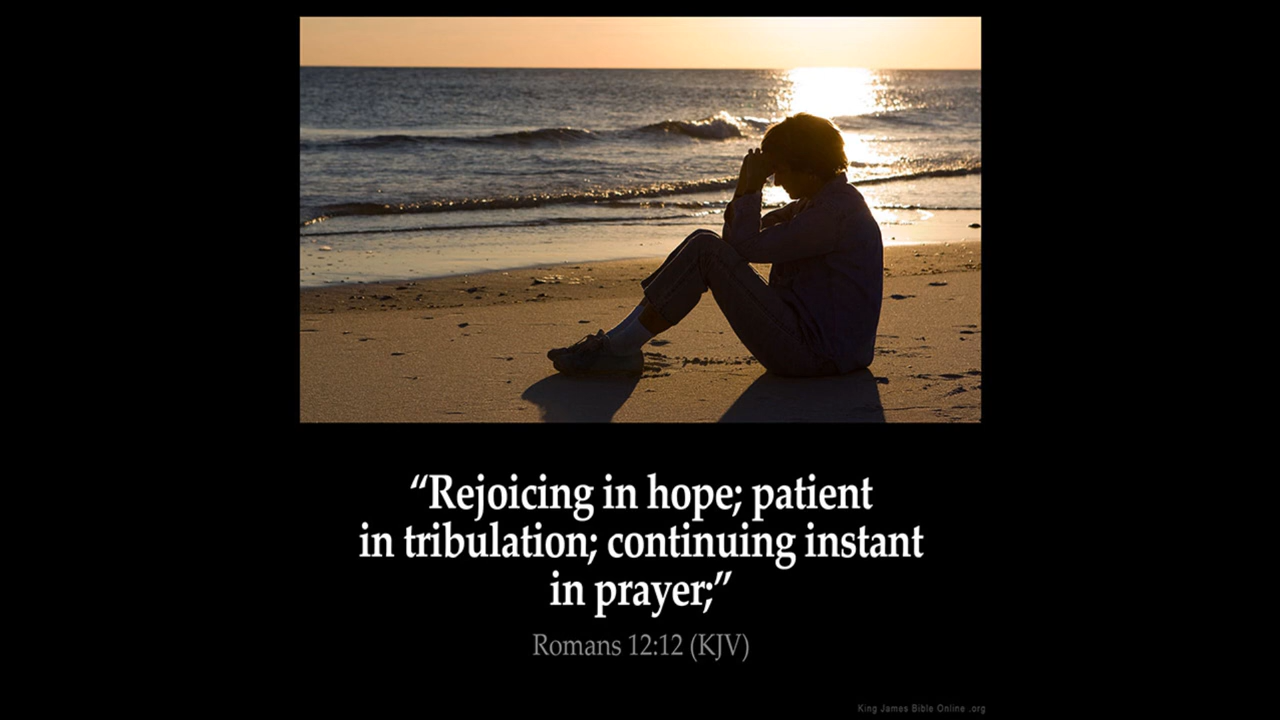 “Rejoicing in hope; patient
in tribulation; continuing instant
in prayer;”
Romans 12:12 (KJV)
King James Bible Online .org